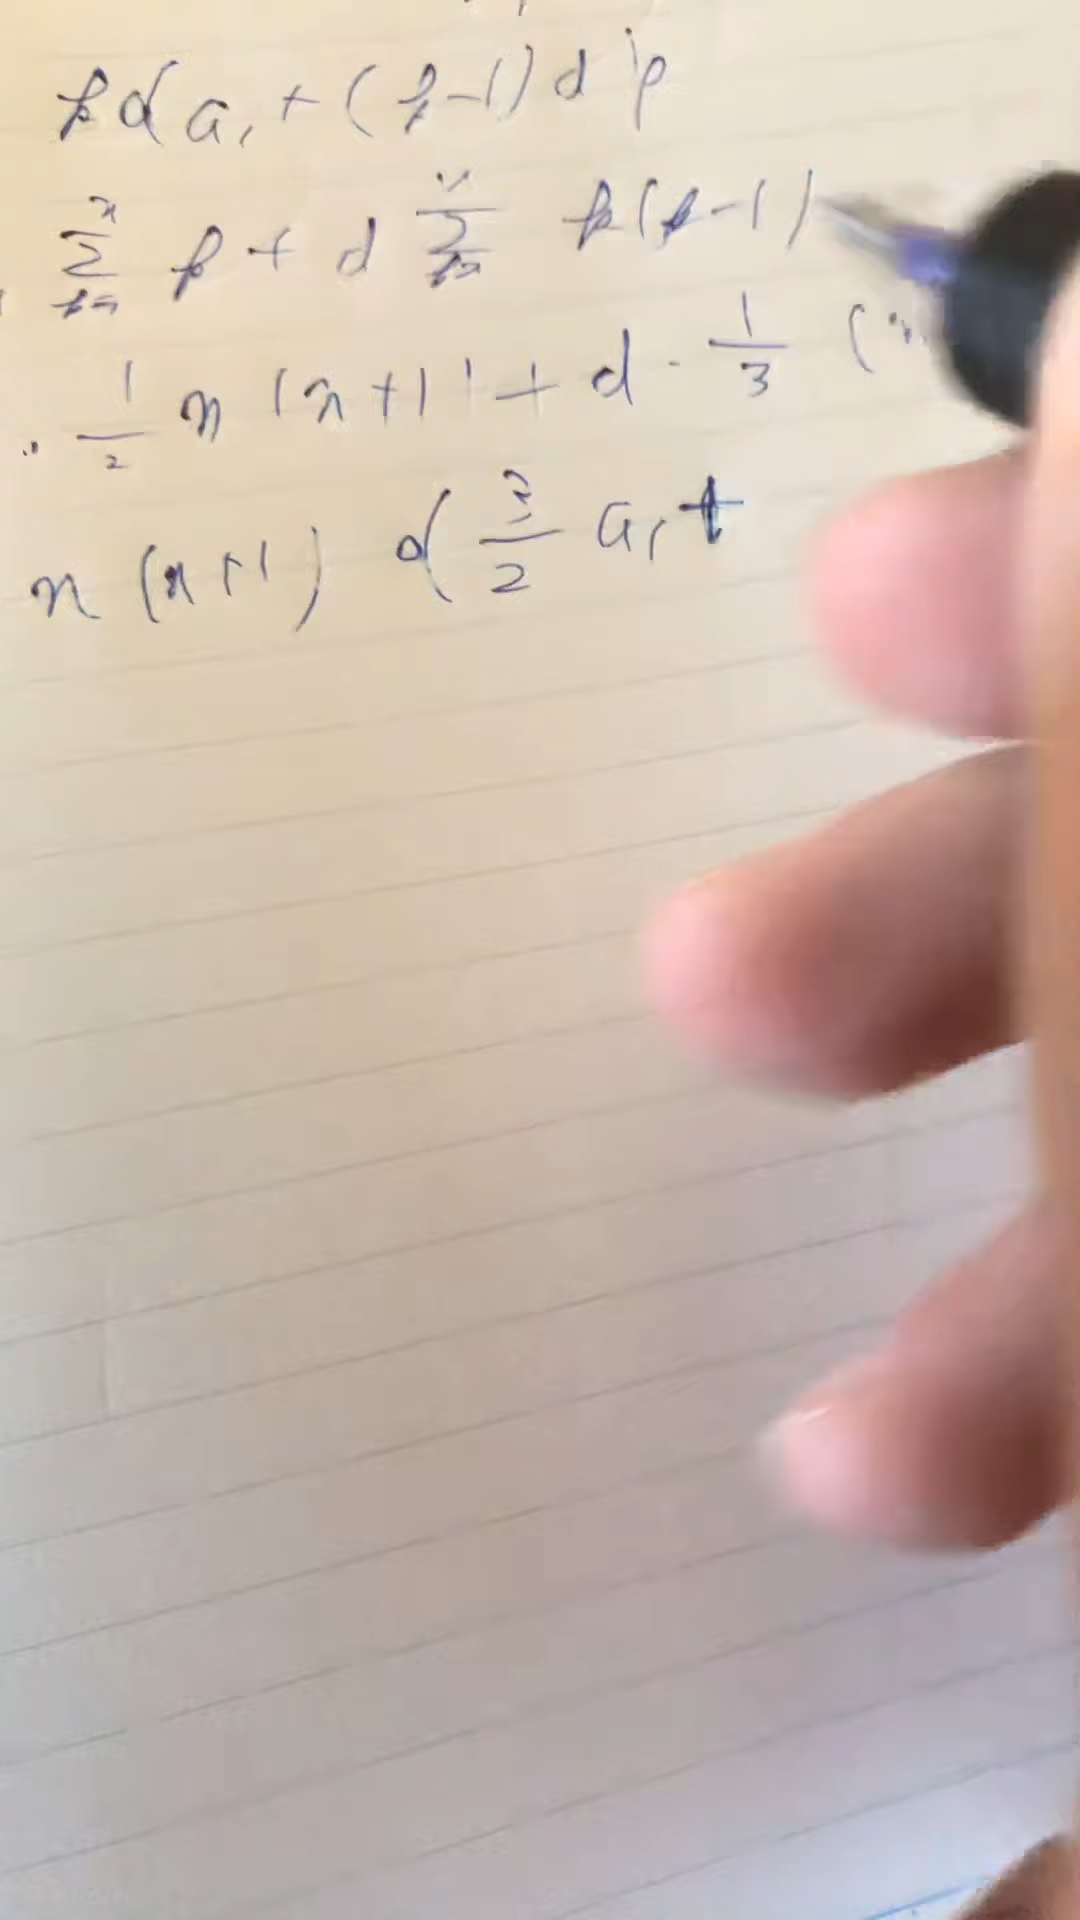 k{a₁+(k-1)d}
n Σ k= k + d n Σ k= k(k-1)
1/2 n(n+1) + d · 1/3 (n
n(n+1) { 3/2 a₁ +